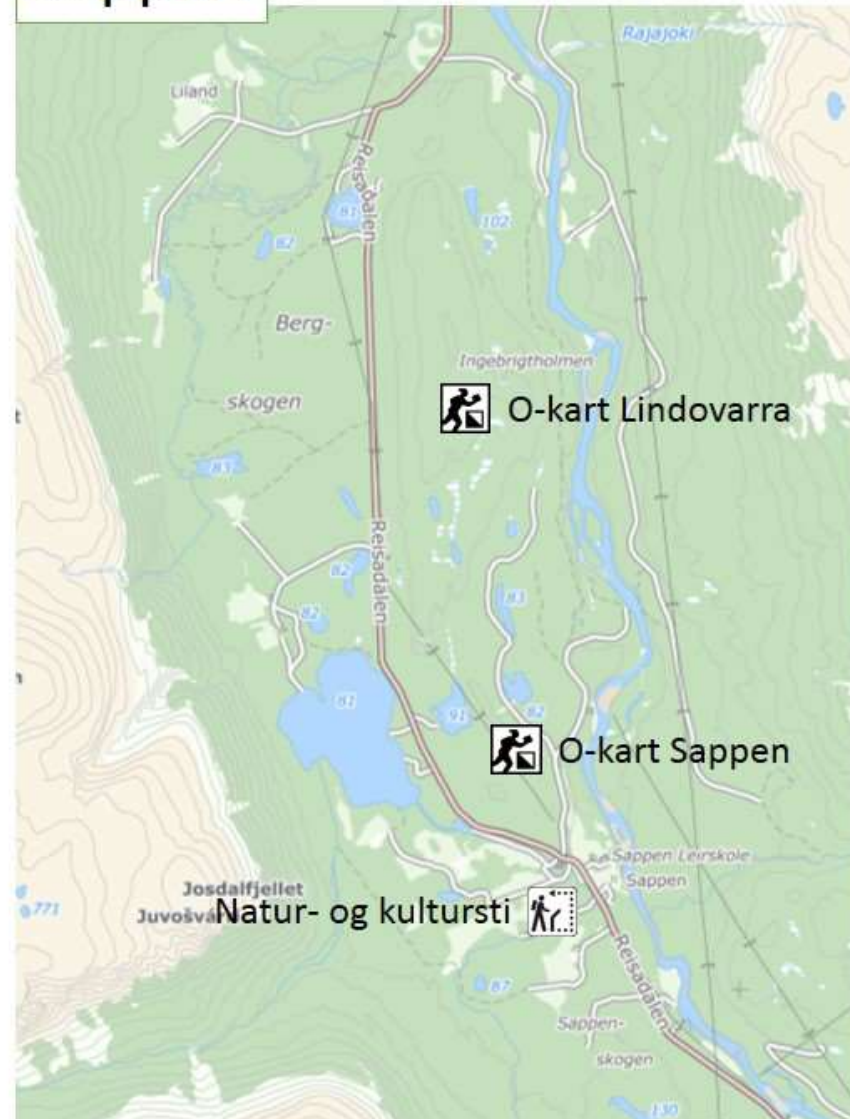 Rajajoki
Liland
Reisadalen
81
102
82
Berg-
Ingebrigtholmen
skogen
O-kart Lindovarra
83
Reisadalen
82
83
82
81
91
82
O-kart Sappen
Sappen Leirskole
Sappen
Josdalfjellet
771
Natur- og kultursti
Reisadalen
87
Sappen-
skogen
130